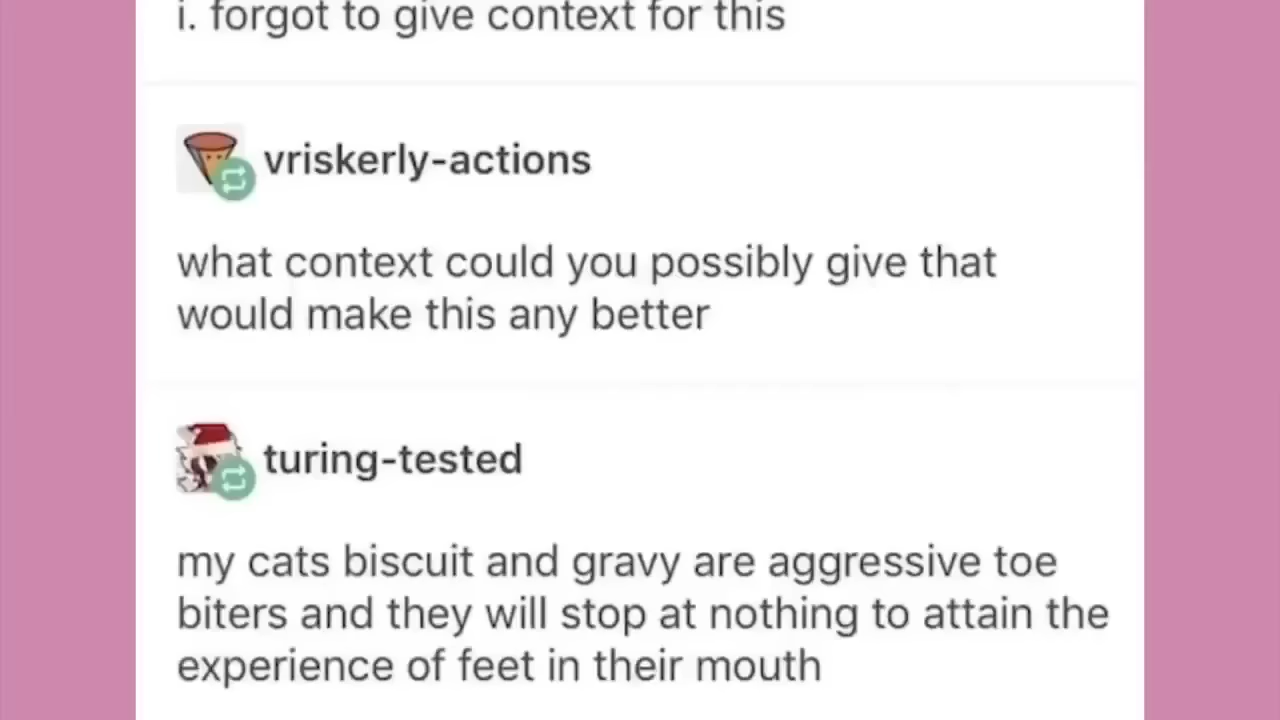 i. forgot to give context for this
vriskerly-actions
what context could you possibly give that
would make this any better
turing-tested
my cats biscuit and gravy are aggressive toe
biters and they will stop at nothing to attain the
experience of feet in their mouth